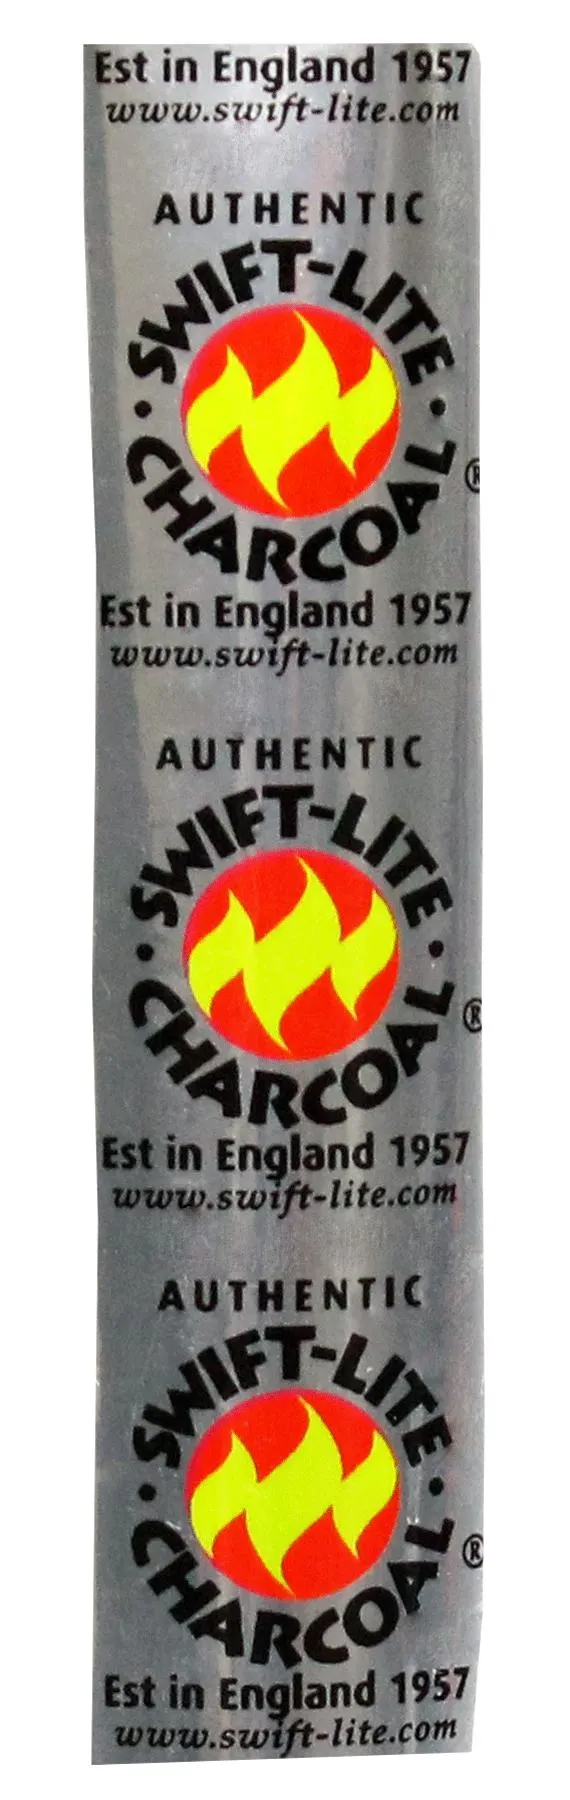 Est in England 1957
www.swift-lite.com
AUTHENTIC
SWIFT-LITE
• CHARCOAL •
®
Est in England 1957
www.swift-lite.com
AUTHENTIC
SWIFT-LITE
• CHARCOAL •
®
Est in England 1957
www.swift-lite.com
AUTHENTIC
SWIFT-LITE
• CHARCOAL •
®
Est in England 1957
www.swift-lite.com